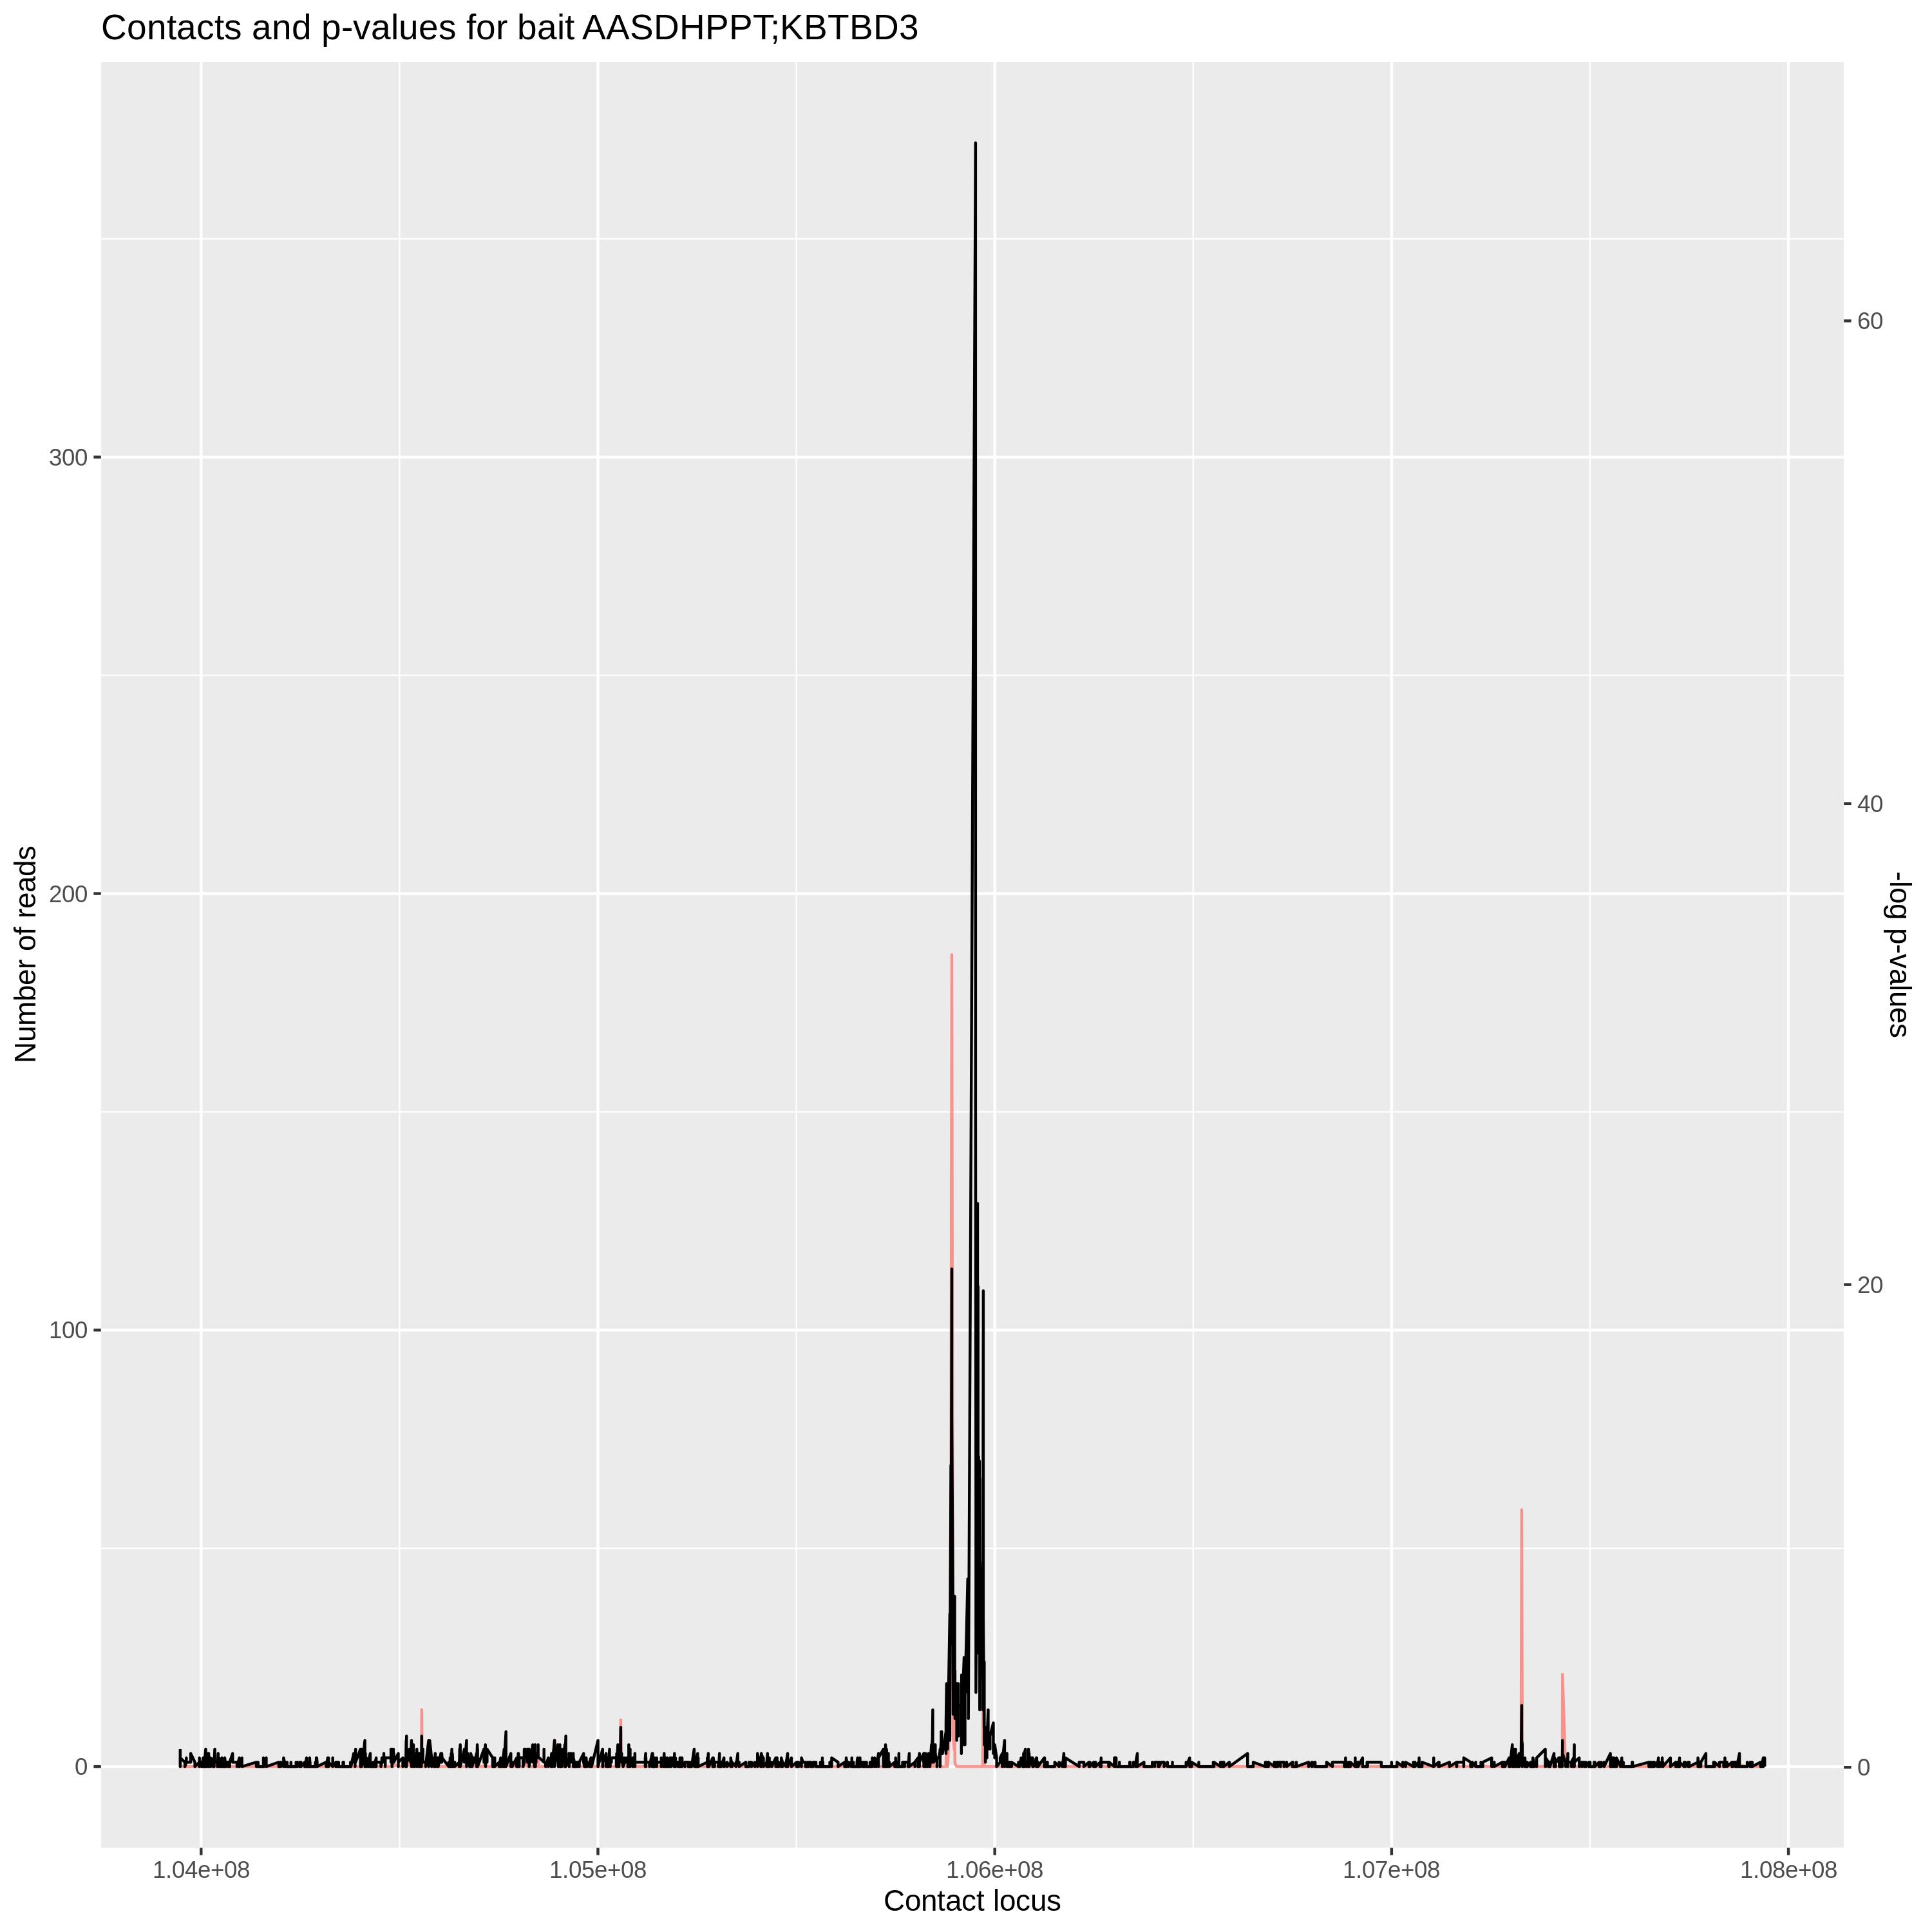 Contacts and p-values for bait AASDHPPT;KBTBD3
Number of reads
300
200
100
0
60
40
20
0
-log p-values
1.04e+08 1.05e+08 1.06e+08 1.07e+08 1.08e+08
Contact locus